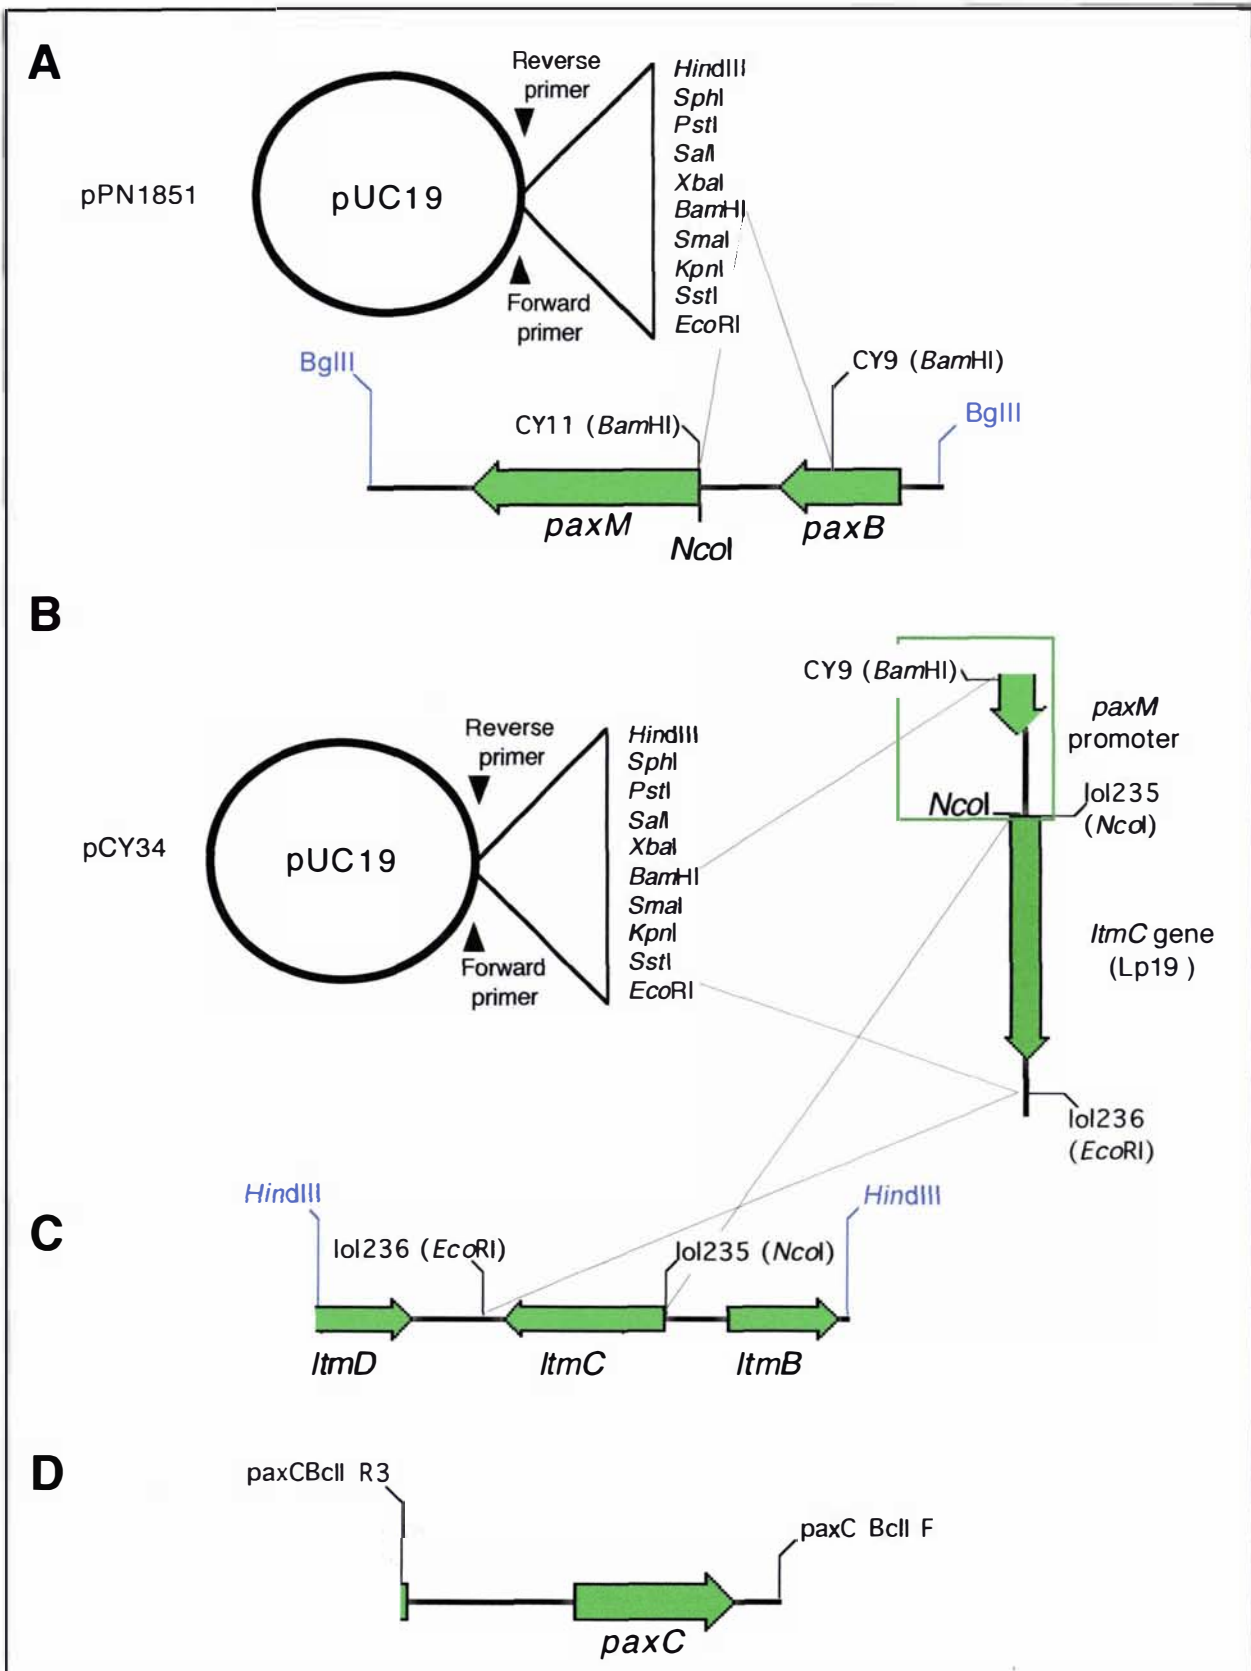 A
Reverse
primer
HindIII
SphI
PstI
SalI
XbaI
BamHI
SmaI
KpnI
SstI
EcoRI
pPN1851
pUC19
Forward
primer
BglII
CY9 (BamHI)
BglII
CY11 (BamHI)
paxM
NcoI
paxB
B
CY9 (BamHI)
paxM
promoter
Reverse
primer
HindIII
SphI
PstI
SalI
XbaI
BamHI
SmaI
KpnI
SstI
EcoRI
NcoI
lol235
(NcoI)
pCY34
pUC19
Forward
primer
ltmC gene
(Lp19 )
lol236
(EcoRI)
C
HindIII
HindIII
lol236 (EcoRI)
lol235 (NcoI)
ltmD
ltmC
ltmB
D
paxCBclI R3
paxC BclI F
paxC